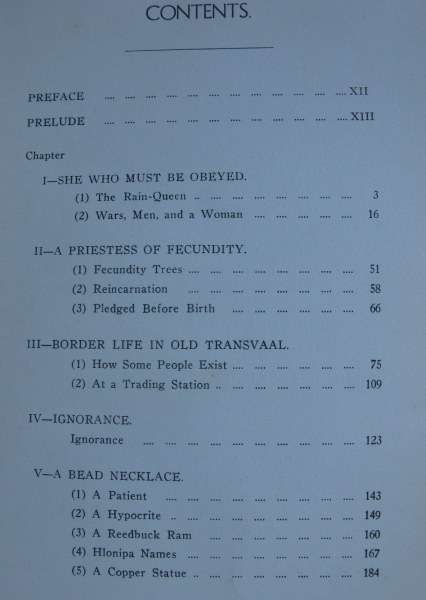 CONTENTS.
PREFACE .... .... .... .... .... .... .... .... .... .... .... .... XII
PRELUDE .... .... .... .... .... .... .... .... .... .... .... .... XIII
Chapter
I—SHE WHO MUST BE OBEYED.
(1) The Rain-Queen .. .... .... .... .... .... .... .... 3
(2) Wars, Men, and a Woman .... .... .... .... .... 16
II—A PRIESTESS OF FECUNDITY.
(1) Fecundity Trees .... .... .... .... .... .... .... .... 51
(2) Reincarnation .... .... .... .... .... .... .... .... 58
(3) Pledged Before Birth .... .... .... .... .... .... 66
III—BORDER LIFE IN OLD TRANSVAAL.
(1) How Some People Exist .... .... .... .... .... .... 75
(2) At a Trading Station .. .... .... .... .... .... .... 109
IV—IGNORANCE.
Ignorance .... .... .... .... .... .... .... .... .... .... 123
V—A BEAD NECKLACE.
(1) A Patient .... .... .... .... .... .... .... .... .... 143
(2) A Hypocrite .. .... .... .... .... .... .... .... .... 149
(3) A Reedbuck Ram .... .... .... .... .... .... .... 160
(4) Hlonipa Names .... .... .... .... .... .... .... .... 167
(5) A Copper Statue .. .... .... .... .... .... .... .... 184